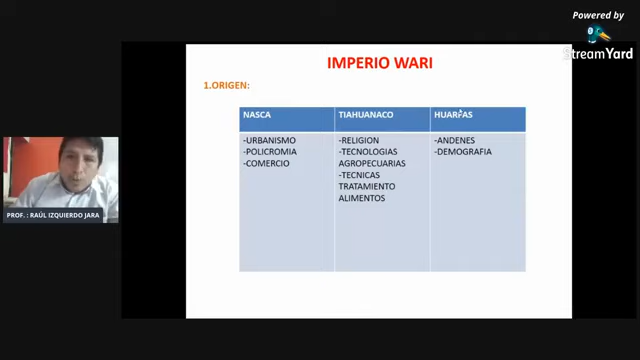 Powered by
StreamYard
IMPERIO WARI
1.ORIGEN:
NASCA
TIAHUANACO
HUARPAS
-URBANISMO
-POLICROMIA
-COMERCIO
-RELIGION
-TECNOLOGIAS
AGROPECUARIAS
-TECNICAS
TRATAMIENTO
ALIMENTOS
-ANDENES
-DEMOGRAFIA
PROF. : RAÚL IZQUIERDO JARA